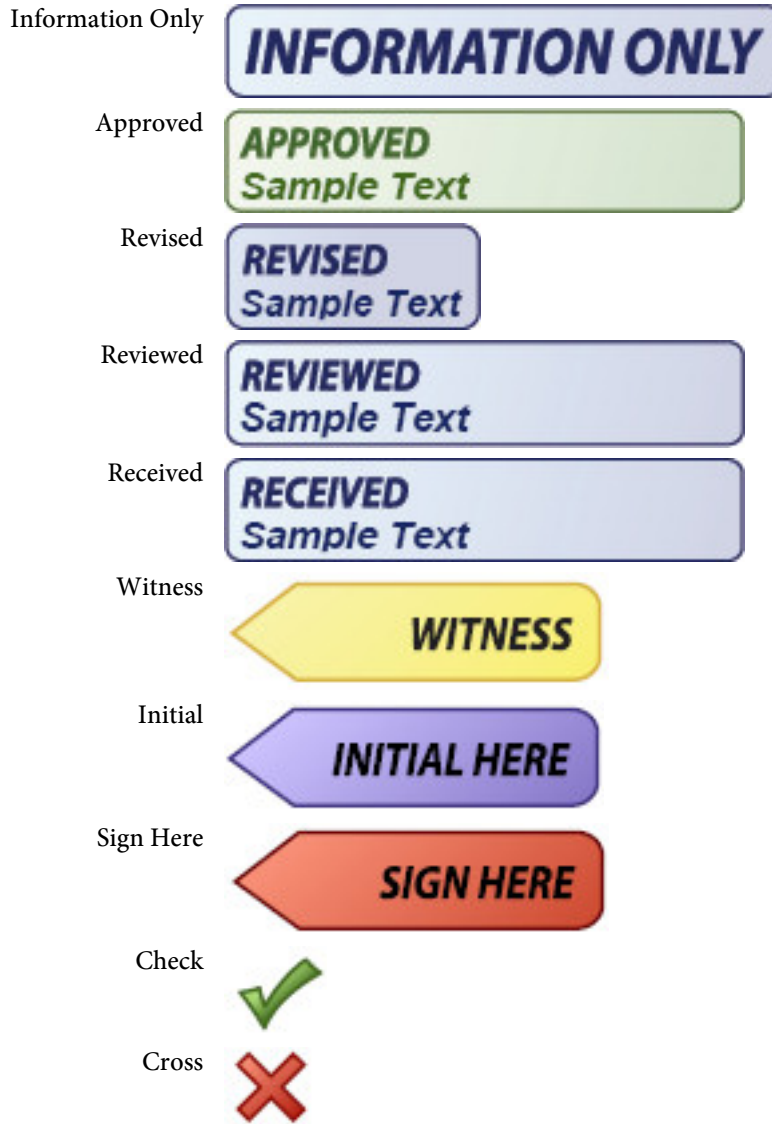 Information Only
INFORMATION ONLY
Approved
APPROVED
Sample Text
Revised
REVISED
Sample Text
Reviewed
REVIEWED
Sample Text
Received
RECEIVED
Sample Text
Witness
WITNESS
Initial
INITIAL HERE
Sign Here
SIGN HERE
Check
Cross